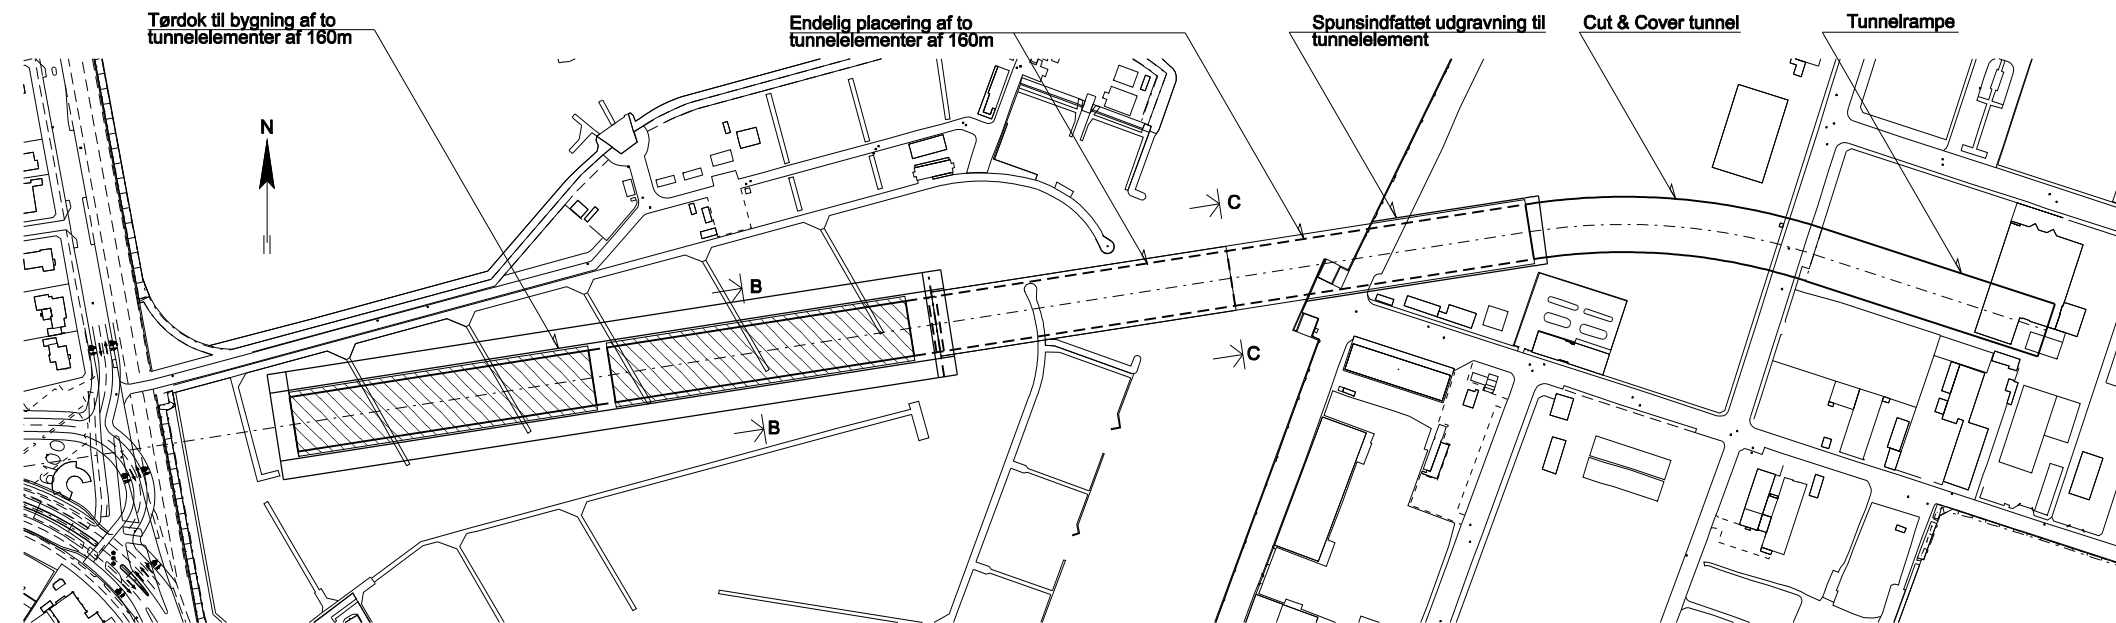 Tørdok til bygning af to
tunnelelementer af 160m
Endelig placering af to
tunnelelementer af 160m
Spunsindfattet udgravning til
tunnelelement
Cut & Cover tunnel
Tunnelrampe
N
C
B
C
B